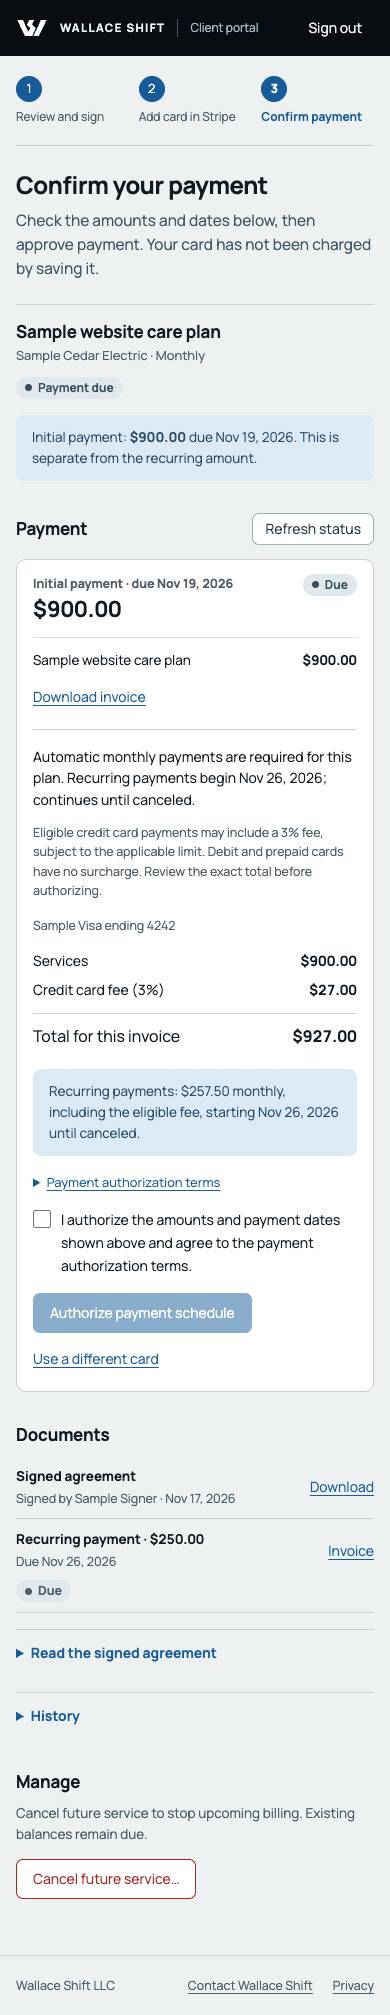 WALLACE SHIFT Client portal Sign out
1 2 3
Review and sign Add card in Stripe Confirm payment
Confirm your payment
Check the amounts and dates below, then
approve payment. Your card has not been charged
by saving it.
Sample website care plan
Sample Cedar Electric · Monthly
Payment due
Initial payment: $900.00 due Nov 19, 2026. This is
separate from the recurring amount.
Payment Refresh status
Initial payment · due Nov 19, 2026 Due
$900.00
Sample website care plan $900.00
Download invoice
Automatic monthly payments are required for this
plan. Recurring payments begin Nov 26, 2026;
continues until canceled.
Eligible credit card payments may include a 3% fee,
subject to the applicable limit. Debit and prepaid cards
have no surcharge. Review the exact total before
authorizing.
Sample Visa ending 4242
Services $900.00
Credit card fee (3%) $27.00
Total for this invoice $927.00
Recurring payments: $257.50 monthly,
including the eligible fee, starting Nov 26, 2026
until canceled.
Payment authorization terms
I authorize the amounts and payment dates
shown above and agree to the payment
authorization terms.
Authorize payment schedule
Use a different card
Documents
Signed agreement
Signed by Sample Signer · Nov 17, 2026
Download
Recurring payment · $250.00
Due Nov 26, 2026
Invoice
Due
Read the signed agreement
History
Manage
Cancel future service to stop upcoming billing. Existing
balances remain due.
Cancel future service…
Wallace Shift LLC Contact Wallace Shift Privacy